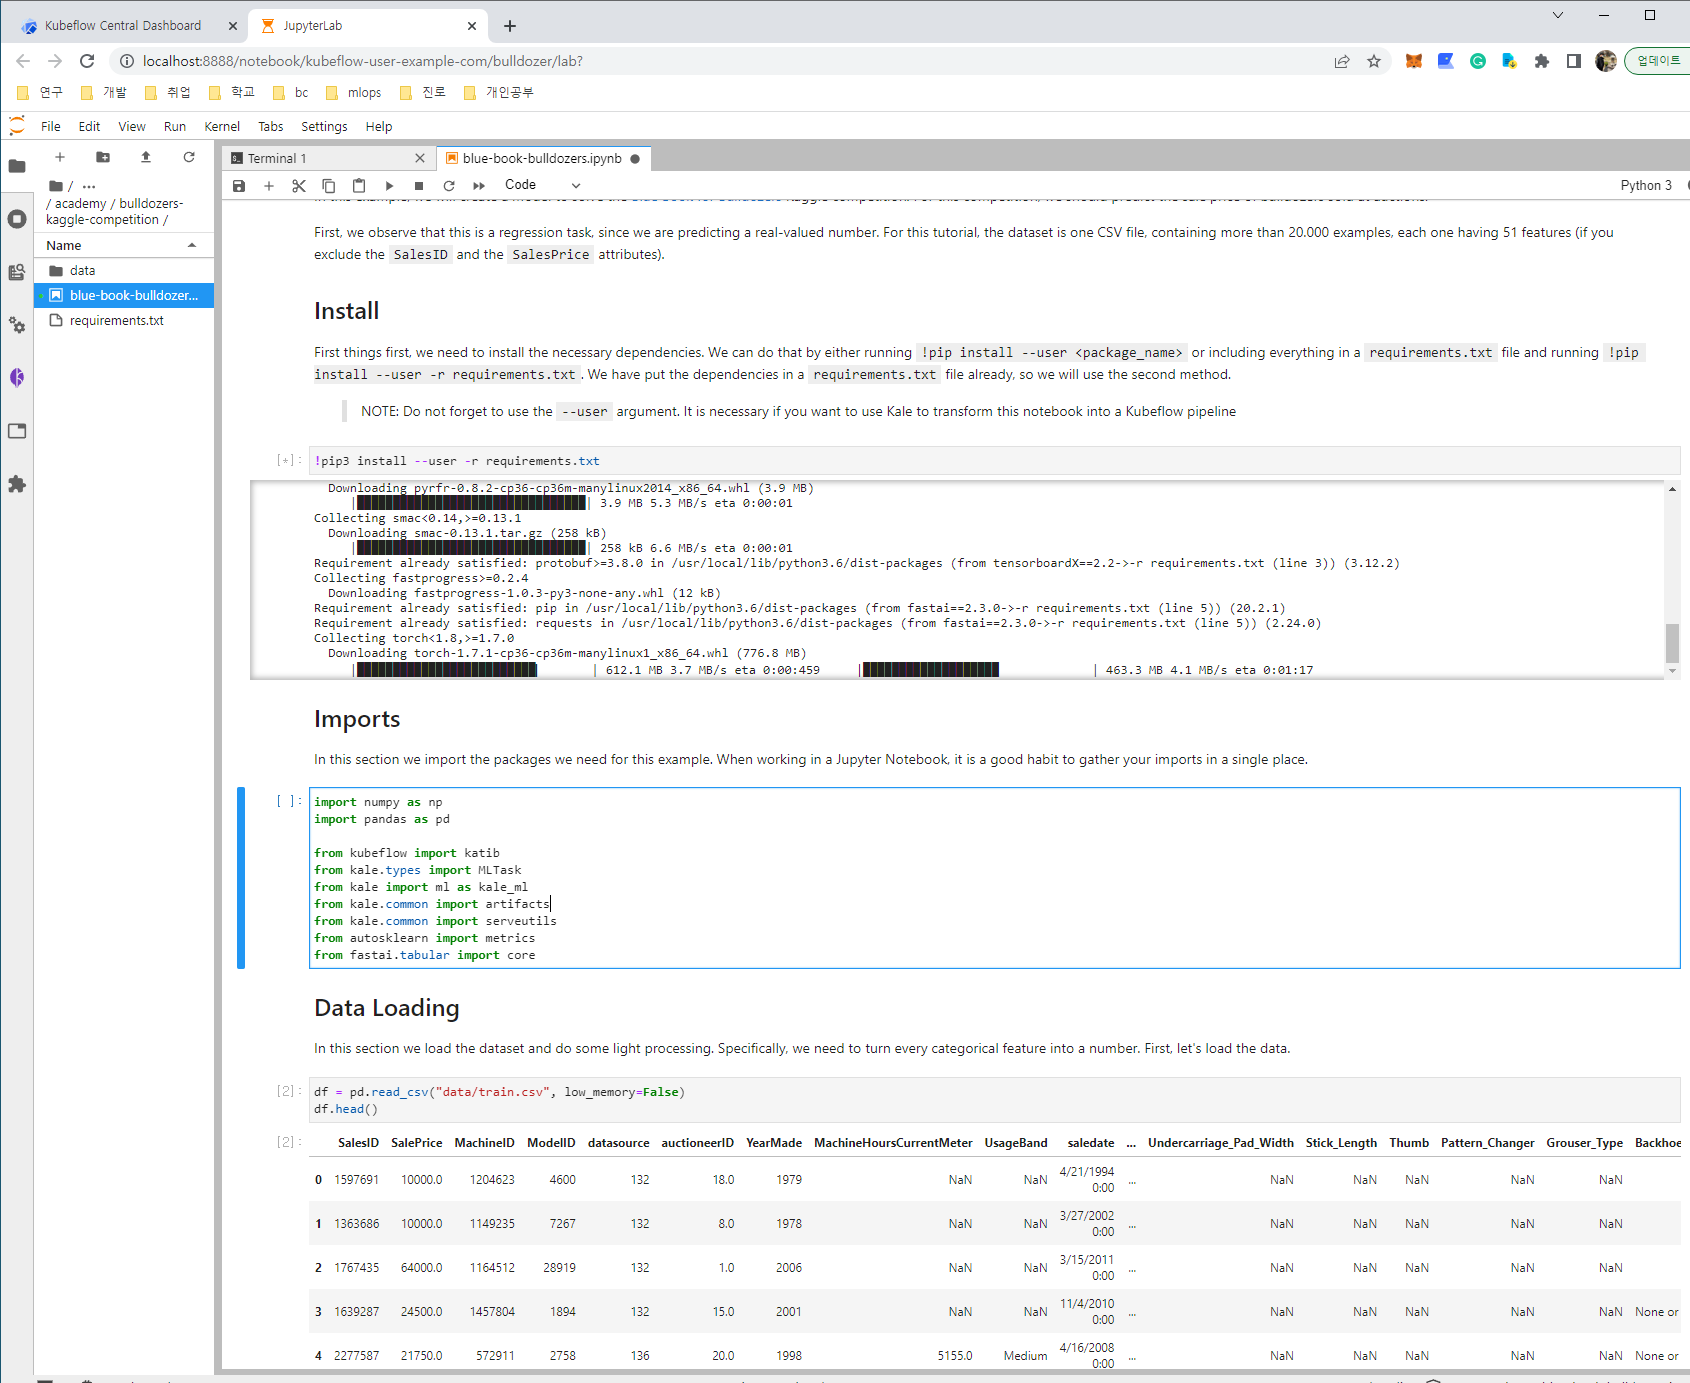 Kubeflow Central Dashboard
JupyterLab
localhost:8888/notebook/kubeflow-user-example-com/bulldozer/lab?
업데이트
연구 개발 취업 학교 bc mlops 진로 개인공부
File Edit View Run Kernel Tabs Settings Help
/ ...
/ academy / bulldozers-
kaggle-competition /
Name
data
blue-book-bulldozer...
requirements.txt
Terminal 1
blue-book-bulldozers.ipynb
Code
Python 3
First, we observe that this is a regression task, since we are predicting a real-valued number. For this tutorial, the dataset is one CSV file, containing more than 20.000 examples, each one having 51 features (if you
exclude the SalesID and the SalesPrice attributes).
Install
First things first, we need to install the necessary dependencies. We can do that by either running !pip install --user <package_name> or including everything in a requirements.txt file and running !pip
install --user -r requirements.txt. We have put the dependencies in a requirements.txt file already, so we will use the second method.
NOTE: Do not forget to use the --user argument. It is necessary if you want to use Kale to transform this notebook into a Kubeflow pipeline
[*]: !pip3 install --user -r requirements.txt
Downloading pyrfr-0.8.2-cp36-cp36m-manylinux2014_x86_64.whl (3.9 MB)
| | 3.9 MB 5.3 MB/s eta 0:00:01
Collecting smac<0.14,>=0.13.1
Downloading smac-0.13.1.tar.gz (258 kB)
| | 258 kB 6.6 MB/s eta 0:00:01
Requirement already satisfied: protobuf>=3.8.0 in /usr/local/lib/python3.6/dist-packages (from tensorboardX==2.2->-r requirements.txt (line 3)) (3.12.2)
Collecting fastprogress>=0.2.4
Downloading fastprogress-1.0.3-py3-none-any.whl (12 kB)
Requirement already satisfied: pip in /usr/local/lib/python3.6/dist-packages (from fastai==2.3.0->-r requirements.txt (line 5)) (20.2.1)
Requirement already satisfied: requests in /usr/local/lib/python3.6/dist-packages (from fastai==2.3.0->-r requirements.txt (line 5)) (2.24.0)
Collecting torch<1.8,>=1.7.0
Downloading torch-1.7.1-cp36-cp36m-manylinux1_x86_64.whl (776.8 MB)
| | 612.1 MB 3.7 MB/s eta 0:00:459 | | 463.3 MB 4.1 MB/s eta 0:01:17
Imports
In this section we import the packages we need for this example. When working in a Jupyter Notebook, it is a good habit to gather your imports in a single place.
[ ]: import numpy as np
import pandas as pd
from kubeflow import katib
from kale.types import MLTask
from kale import ml as kale_ml
from kale.common import artifacts
from kale.common import serveutils
from autosklearn import metrics
from fastai.tabular import core
Data Loading
In this section we load the dataset and do some light processing. Specifically, we need to turn every categorical feature into a number. First, let's load the data.
[2]: df = pd.read_csv("data/train.csv", low_memory=False)
df.head()
[2]: SalesID SalePrice MachineID ModelID datasource auctioneerID YearMade MachineHoursCurrentMeter UsageBand saledate ... Undercarriage_Pad_Width Stick_Length Thumb Pattern_Changer Grouser_Type Backhoe
0 1597691 10000.0 1204623 4600 132 18.0 1979 NaN NaN 4/21/1994 0:00 ... NaN NaN NaN NaN NaN
1 1363686 10000.0 1149235 7267 132 8.0 1978 NaN NaN 3/27/2002 0:00 ... NaN NaN NaN NaN NaN
2 1767435 64000.0 1164512 28919 132 1.0 2006 NaN NaN 3/15/2011 0:00 ... NaN NaN NaN NaN NaN
3 1639287 24500.0 1457804 1894 132 15.0 2001 NaN NaN 11/4/2010 0:00 ... NaN NaN NaN NaN NaN None or
4 2277587 21750.0 572911 2758 136 20.0 1998 5155.0 Medium 4/16/2008 0:00 ... NaN NaN NaN NaN NaN None or